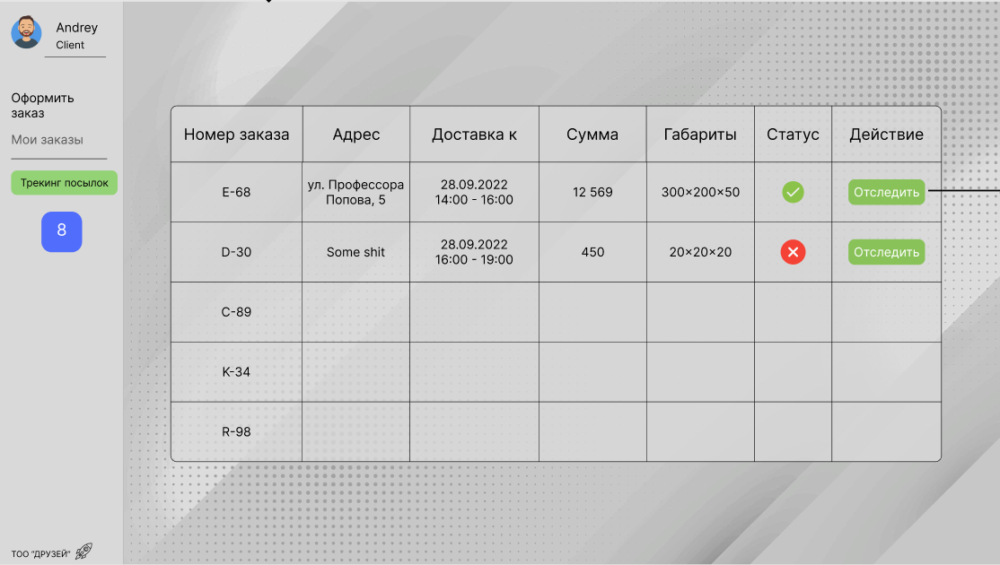 Andrey
Client
Оформить
заказ
Мои заказы
Трекинг посылок
8
ТОО "ДРУЗЕЙ"
Номер заказа Адрес Доставка к Сумма Габариты Статус Действие
E-68 ул. Профессора Попова, 5 28.09.2022 14:00 - 16:00 12 569 300×200×50 Отследить
D-30 Some shit 28.09.2022 16:00 - 19:00 450 20×20×20 Отследить
C-89
K-34
R-98